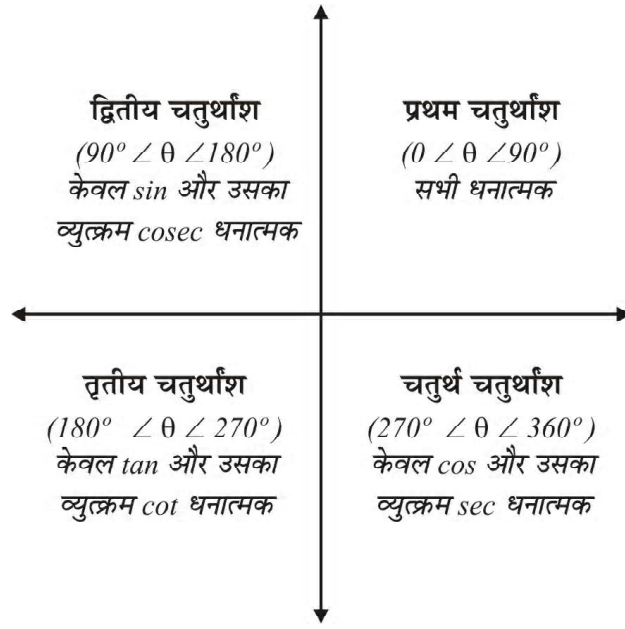 द्वितीय चतुर्थांश
(90° ∠ θ ∠180°)
केवल sin और उसका
व्युत्क्रम cosec धनात्मक
प्रथम चतुर्थांश
(0 ∠ θ ∠90°)
सभी धनात्मक
तृतीय चतुर्थांश
(180° ∠ θ ∠ 270°)
केवल tan और उसका
व्युत्क्रम cot धनात्मक
चतुर्थ चतुर्थांश
(270° ∠ θ ∠ 360°)
केवल cos और उसका
व्युत्क्रम sec धनात्मक